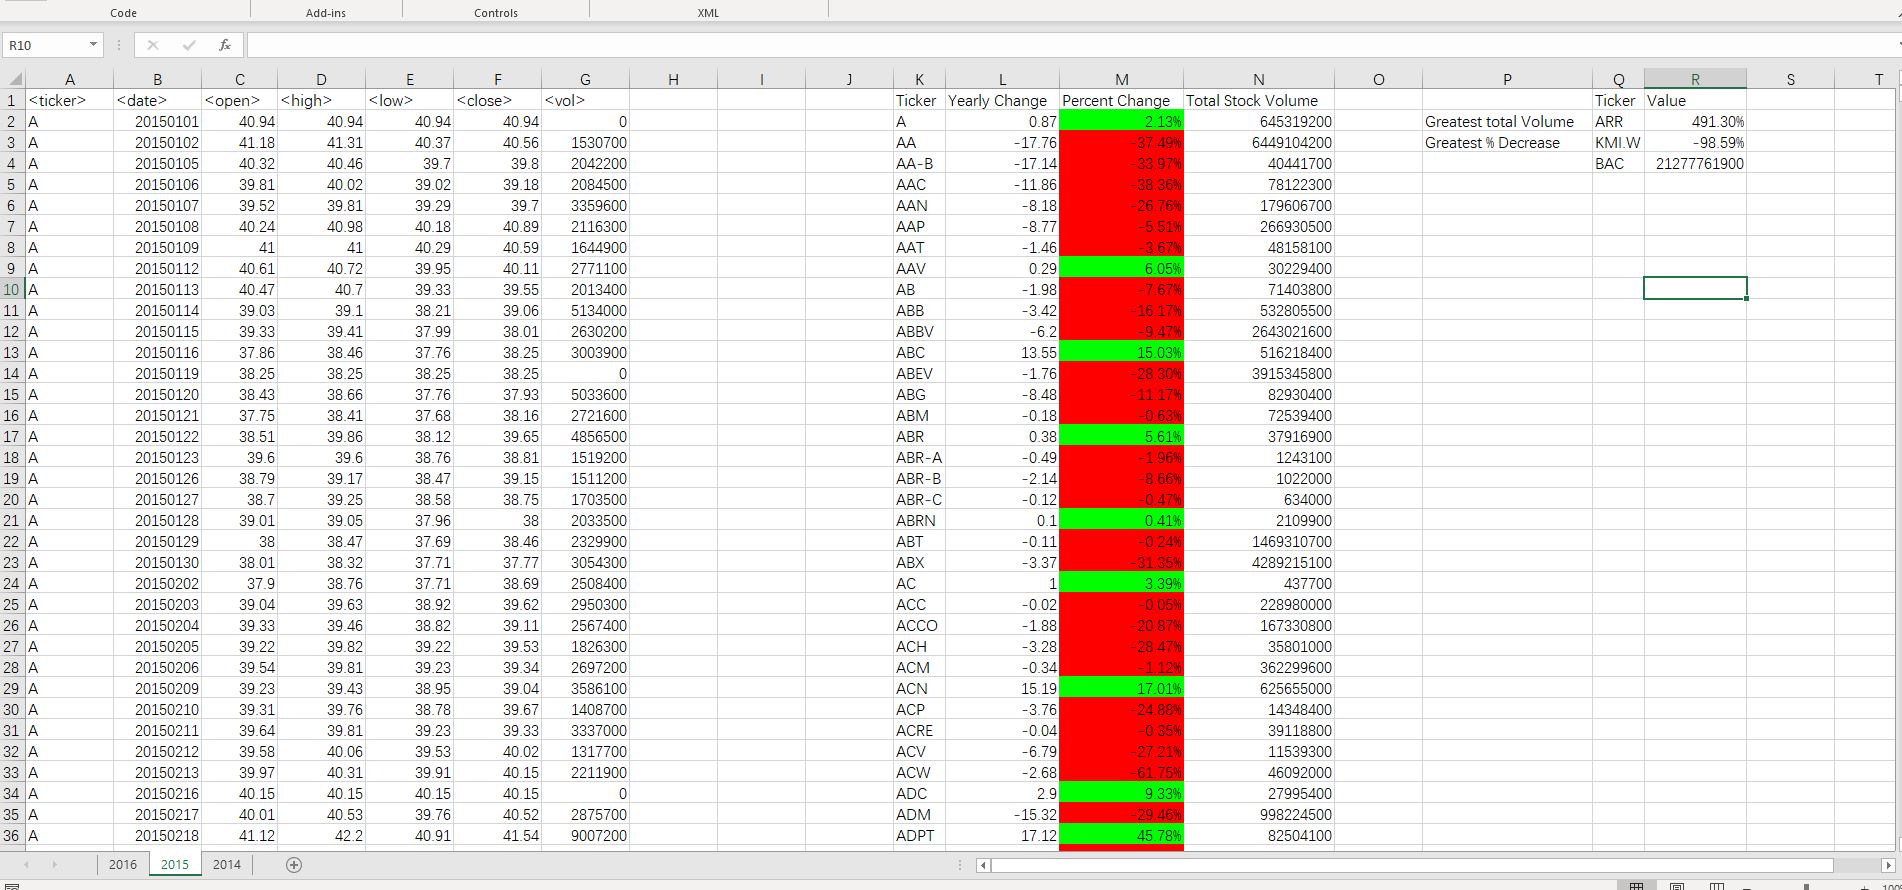 Code Add-ins Controls XML
R10 fx
A B C D E F G H I J K L M N O P Q R S T
1 <ticker> <date> <open> <high> <low> <close> <vol> Ticker Yearly Change Percent Change Total Stock Volume Ticker Value
2 A 20150101 40.94 40.94 40.94 40.94 0 A 0.87 2.13% 645319200 Greatest total Volume ARR 491.30%
3 A 20150102 41.18 41.31 40.37 40.56 1530700 AA -17.76 -37.49% 6449104200 Greatest % Decrease KMI.W -98.59%
4 A 20150105 40.32 40.46 39.7 39.8 2042200 AA-B -17.14 -33.97% 40441700 BAC 21277761900
5 A 20150106 39.81 40.02 39.02 39.18 2084500 AAC -11.86 -38.36% 78122300
6 A 20150107 39.52 39.81 39.29 39.7 3359600 AAN -8.18 -26.76% 179606700
7 A 20150108 40.24 40.98 40.18 40.89 2116300 AAP -8.77 -5.51% 266930500
8 A 20150109 41 41 40.29 40.59 1644900 AAT -1.46 -3.67% 48158100
9 A 20150112 40.61 40.72 39.95 40.11 2771100 AAV 0.29 6.05% 30229400
10 A 20150113 40.47 40.7 39.33 39.55 2013400 AB -1.98 -7.67% 71403800
11 A 20150114 39.03 39.1 38.21 39.06 5134000 ABB -3.42 -16.17% 532805500
12 A 20150115 39.33 39.41 37.99 38.01 2630200 ABBV -6.2 -9.47% 2643021600
13 A 20150116 37.86 38.46 37.76 38.25 3003900 ABC 13.55 15.03% 516218400
14 A 20150119 38.25 38.25 38.25 38.25 0 ABEV -1.76 -28.30% 3915345800
15 A 20150120 38.43 38.66 37.76 37.93 5033600 ABG -8.48 -11.17% 82930400
16 A 20150121 37.75 38.41 37.68 38.16 2721600 ABM -0.18 -0.63% 72539400
17 A 20150122 38.51 39.86 38.12 39.65 4856500 ABR 0.38 5.61% 37916900
18 A 20150123 39.6 39.6 38.76 38.81 1519200 ABR-A -0.49 -1.96% 1243100
19 A 20150126 38.79 39.17 38.47 39.15 1511200 ABR-B -2.14 -8.66% 1022000
20 A 20150127 38.7 39.25 38.58 38.75 1703500 ABR-C -0.12 -0.47% 634000
21 A 20150128 39.01 39.05 37.96 38 2033500 ABRN 0.1 0.41% 2109900
22 A 20150129 38 38.47 37.69 38.46 2329900 ABT -0.11 -0.24% 1469310700
23 A 20150130 38.01 38.32 37.71 37.77 3054300 ABX -3.37 -31.35% 4289215100
24 A 20150202 37.9 38.76 37.71 38.69 2508400 AC 1 3.39% 437700
25 A 20150203 39.04 39.63 38.92 39.62 2950300 ACC -0.02 -0.05% 228980000
26 A 20150204 39.33 39.46 38.82 39.11 2567400 ACCO -1.88 -20.87% 167330800
27 A 20150205 39.22 39.82 39.22 39.53 1826300 ACH -3.28 -28.47% 35801000
28 A 20150206 39.54 39.81 39.23 39.34 2697200 ACM -0.34 -1.12% 362299600
29 A 20150209 39.23 39.43 38.95 39.04 3586100 ACN 15.19 17.01% 625655000
30 A 20150210 39.31 39.76 38.78 39.67 1408700 ACP -3.76 -24.88% 14348400
31 A 20150211 39.64 39.81 39.23 39.33 3337000 ACRE -0.04 -0.35% 39118800
32 A 20150212 39.58 40.06 39.53 40.02 1317700 ACV -6.79 -27.21% 11539300
33 A 20150213 39.97 40.31 39.91 40.15 2211900 ACW -2.68 -61.75% 46092000
34 A 20150216 40.15 40.15 40.15 40.15 0 ADC 2.9 9.33% 27995400
35 A 20150217 40.01 40.53 39.76 40.52 2875700 ADM -15.32 -29.46% 998224500
36 A 20150218 41.12 42.2 40.91 41.54 9007200 ADPT 17.12 45.78% 82504100
2016 2015 2014